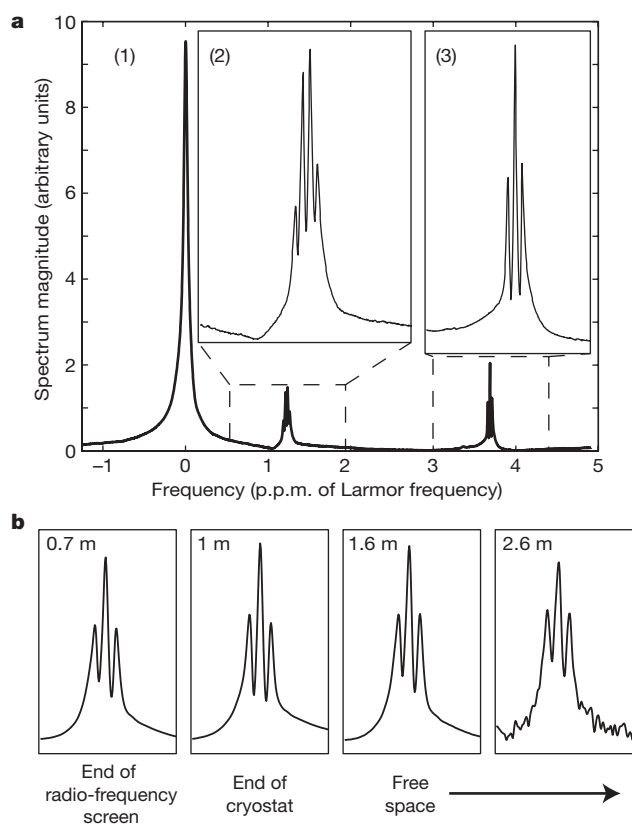 a
10
8
6
4
2
0
Spectrum magnitude (arbitrary units)
(1)
(2)
(3)
−1
0
1
2
3
4
5
Frequency (p.p.m. of Larmor frequency)
b
0.7 m
1 m
1.6 m
2.6 m
End of
radio-frequency
screen
End of
cryostat
Free
space